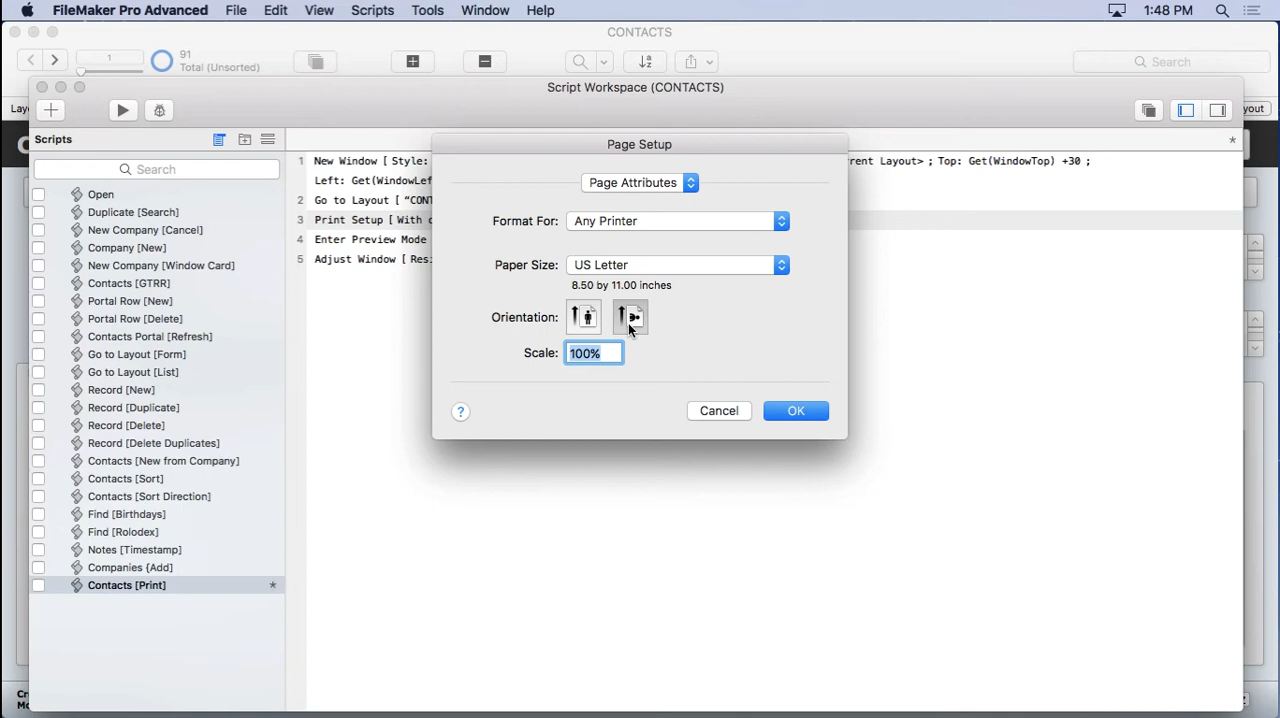 FileMaker Pro Advanced File Edit View Scripts Tools Window Help 1:48 PM
CONTACTS
1
91
Total (Unsorted)
Search
Script Workspace (CONTACTS)
Scripts
*
Search
Open
Duplicate [Search]
New Company [Cancel]
Company [New]
New Company [Window Card]
Contacts [GTRR]
Portal Row [New]
Portal Row [Delete]
Contacts Portal [Refresh]
Go to Layout [Form]
Go to Layout [List]
Record [New]
Record [Duplicate]
Record [Delete]
Record [Delete Duplicates]
Contacts [New from Company]
Contacts [Sort]
Contacts [Sort Direction]
Find [Birthdays]
Find [Rolodex]
Notes [Timestamp]
Companies {Add]
Contacts [Print] *
1 New Window [ Style: rent Layout> ; Top: Get(WindowTop) +30 ;
Left: Get(WindowLef
2 Go to Layout [ “CONT
3 Print Setup [ With
4 Enter Preview Mode
5 Adjust Window [ Resi
Page Setup
Page Attributes
Format For: Any Printer
Paper Size: US Letter
8.50 by 11.00 inches
Orientation:
Scale: 100%
? Cancel OK